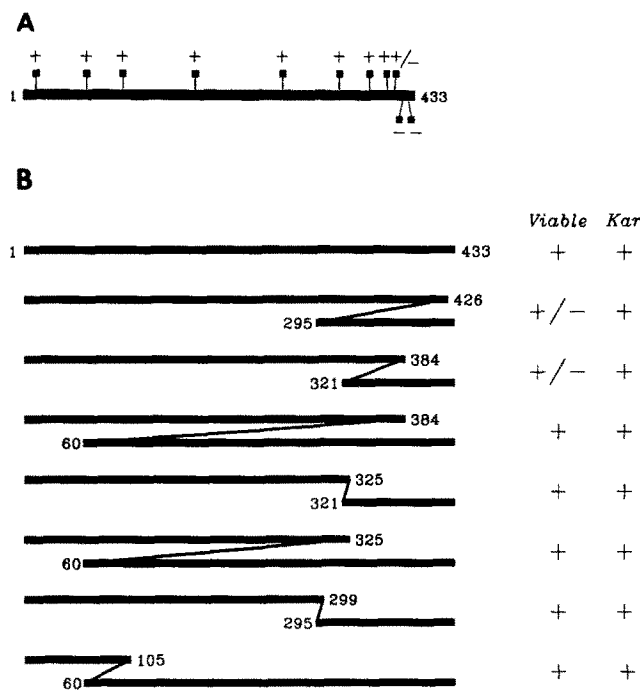 A
+ + + + + + + + +/−
1 433
− −
B
Viable Kar
1 433 + +
426 +/− +
295
384 +/− +
321
384 + +
60
325 + +
321
325 + +
60
299 + +
295
105 + +
60